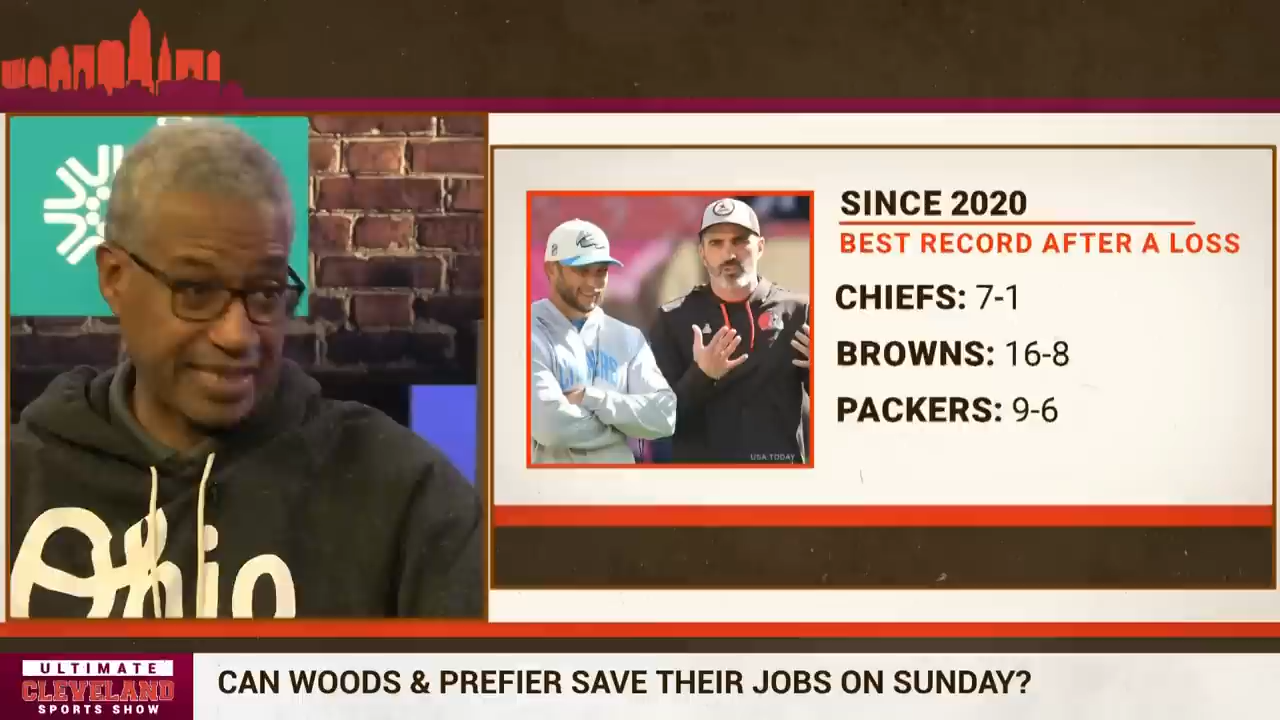 SINCE 2020
BEST RECORD AFTER A LOSS
CHIEFS: 7-1
BROWNS: 16-8
PACKERS: 9-6
USA TODAY
Ohio
ULTIMATE
CLEVELAND
SPORTS SHOW
CAN WOODS & PREFIER SAVE THEIR JOBS ON SUNDAY?